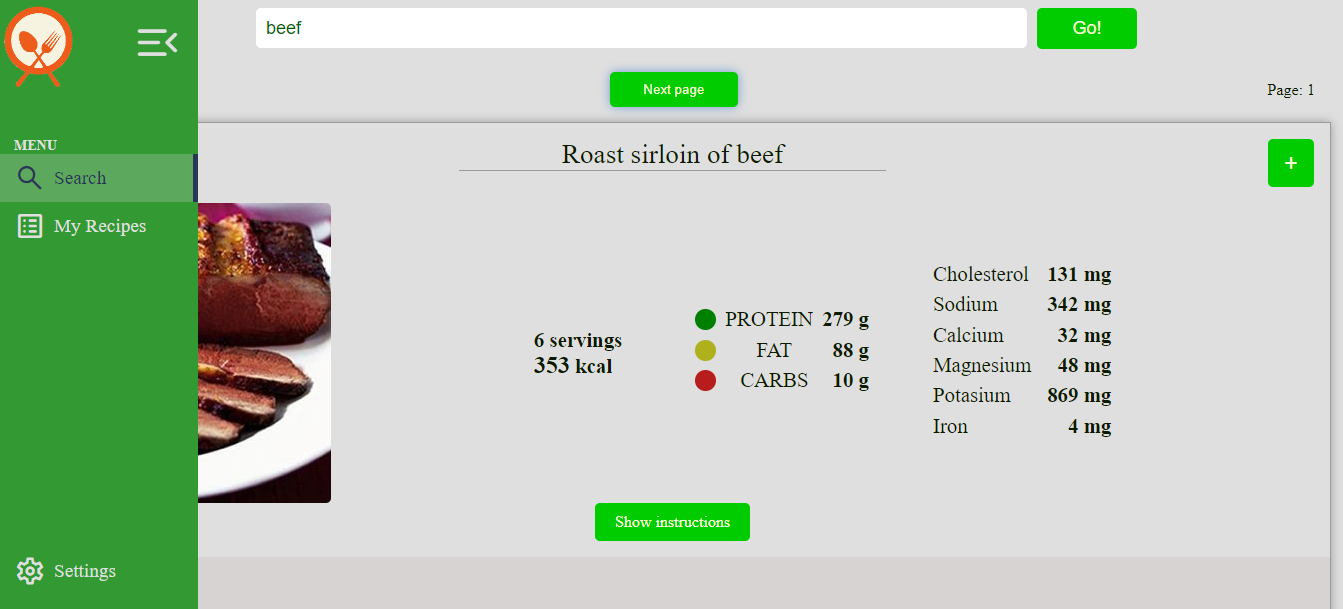 beef
Go!
Next page
Page: 1
MENU
Search
My Recipes
Settings
Roast sirloin of beef
+
6 servings
353 kcal
PROTEIN 279 g
FAT 88 g
CARBS 10 g
Cholesterol 131 mg
Sodium 342 mg
Calcium 32 mg
Magnesium 48 mg
Potasium 869 mg
Iron 4 mg
Show instructions